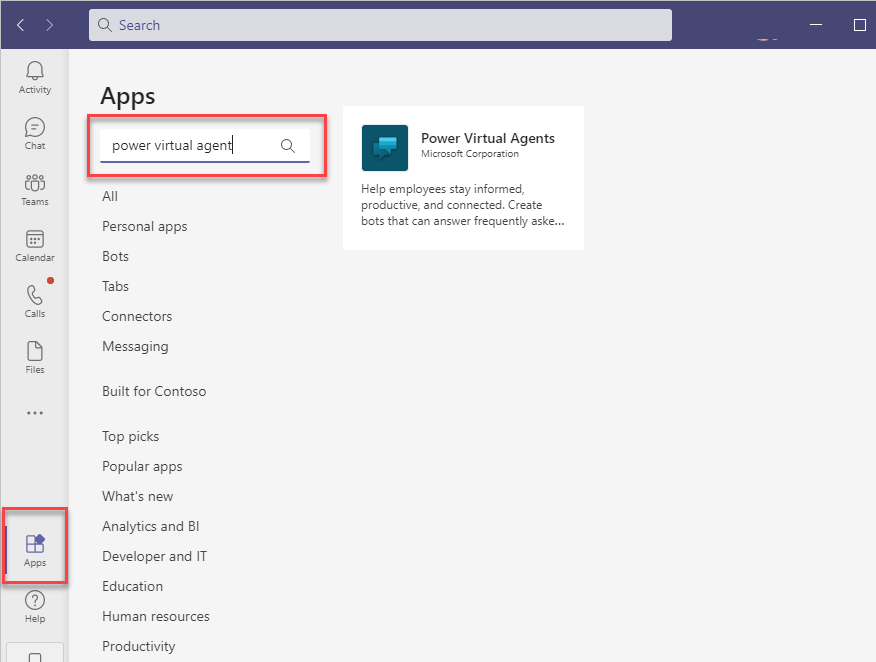 Search
Activity
Chat
Teams
Calendar
Calls
Files
Apps
Help
Apps
power virtual agent
All
Personal apps
Bots
Tabs
Connectors
Messaging
Built for Contoso
Top picks
Popular apps
What's new
Analytics and BI
Developer and IT
Education
Human resources
Productivity
Power Virtual Agents
Microsoft Corporation
Help employees stay informed,
productive, and connected. Create
bots that can answer frequently aske...